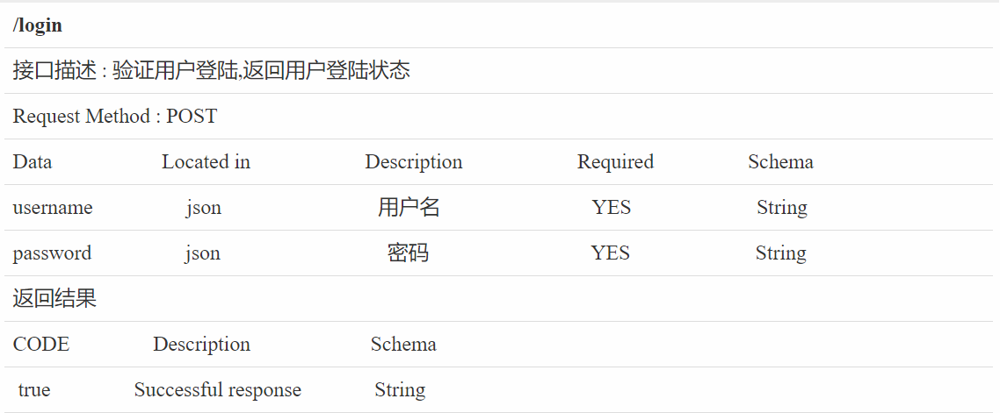 /login
接口描述 : 验证用户登陆,返回用户登陆状态
Request Method : POST
Data Located in Description Required Schema
username json 用户名 YES String
password json 密码 YES String
返回结果
CODE Description Schema
true Successful response String